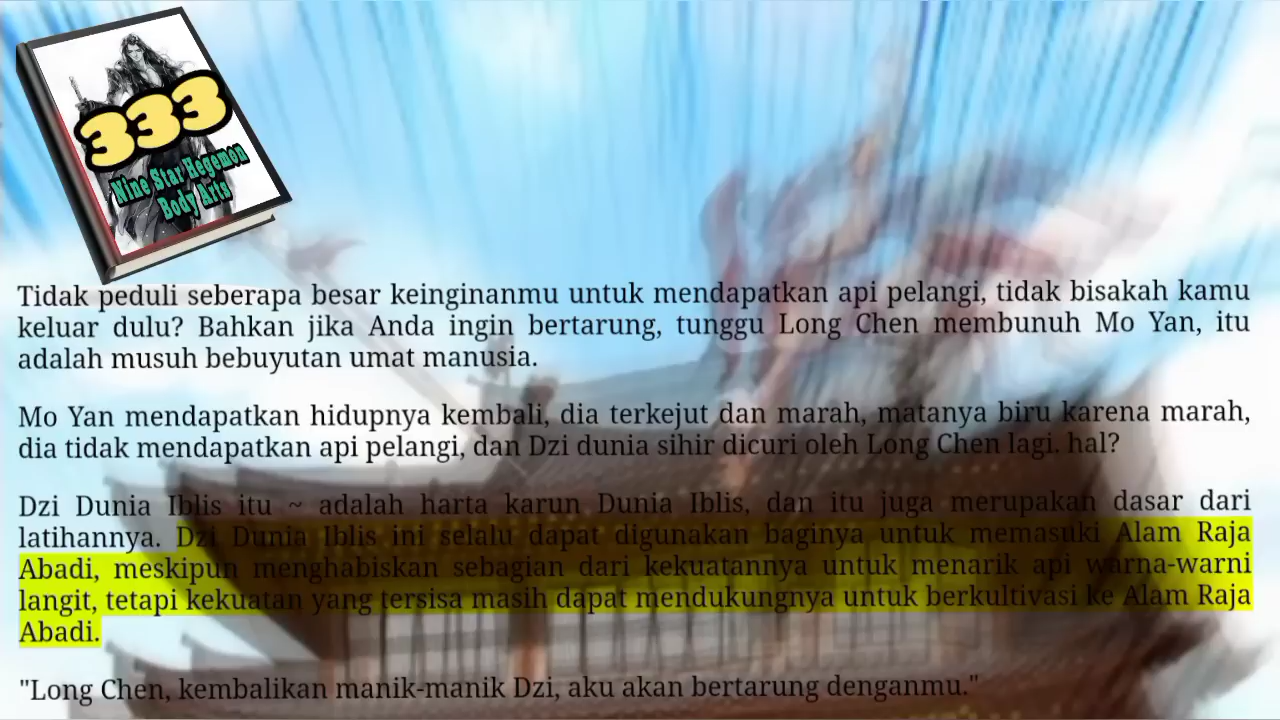 333
Nine Star Hegemon
Body Arts
Tidak peduli seberapa besar keinginanmu untuk mendapatkan api pelangi, tidak bisakah kamu
keluar dulu? Bahkan jika Anda ingin bertarung, tunggu Long Chen membunuh Mo Yan, itu
adalah musuh bebuyutan umat manusia.
Mo Yan mendapatkan hidupnya kembali, dia terkejut dan marah, matanya biru karena marah,
dia tidak mendapatkan api pelangi, dan Dzi dunia sihir dicuri oleh Long Chen lagi. hal?
Dzi Dunia Iblis itu ~ adalah harta karun Dunia Iblis, dan itu juga merupakan dasar dari
latihannya. Dzi Dunia Iblis ini selalu dapat digunakan baginya untuk memasuki Alam Raja
Abadi, meskipun menghabiskan sebagian dari kekuatannya untuk menarik api warna-warni
langit, tetapi kekuatan yang tersisa masih dapat mendukungnya untuk berkultivasi ke Alam Raja
Abadi.
"Long Chen, kembalikan manik-manik Dzi, aku akan bertarung denganmu."